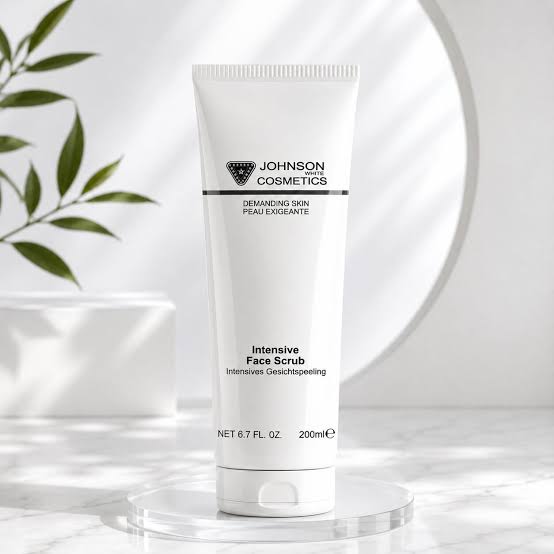 JOHNSON
WHITE
COSMETICS
DEMANDING SKIN
PEAU EXIGEANTE
Intensive
Face Scrub
Intensives Gesichtspeeling
NET 6.7 FL. OZ. 200ml℮